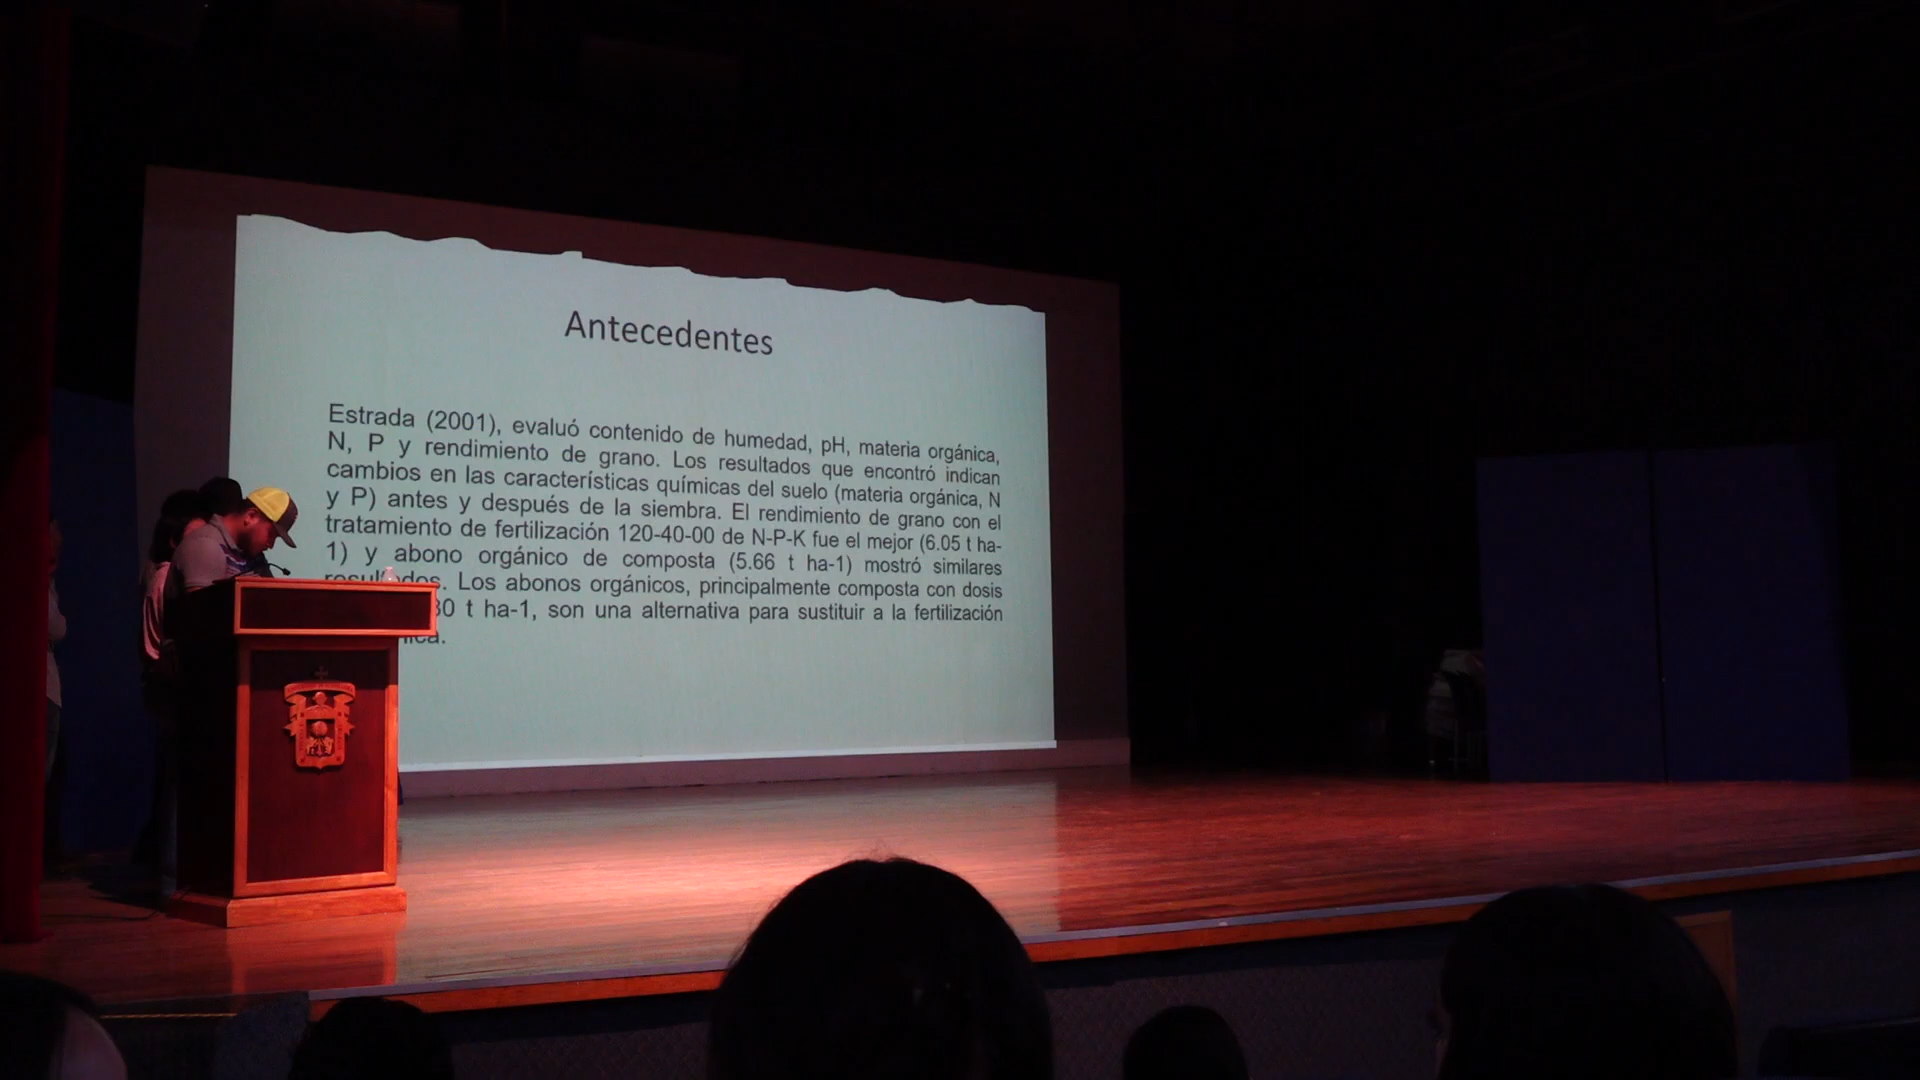 Antecedentes
Estrada (2001), evaluó contenido de humedad, pH, materia orgánica,
N, P y rendimiento de grano. Los resultados que encontró indican
cambios en las características químicas del suelo (materia orgánica, N
y P) antes y después de la siembra. El rendimiento de grano con el
tratamiento de fertilización 120-40-00 de N-P-K fue el mejor (6.05 t ha-
1) y abono orgánico de composta (5.66 t ha-1) mostró similares
resultados. Los abonos orgánicos, principalmente composta con dosis
30 t ha-1, son una alternativa para sustituir a la fertilización